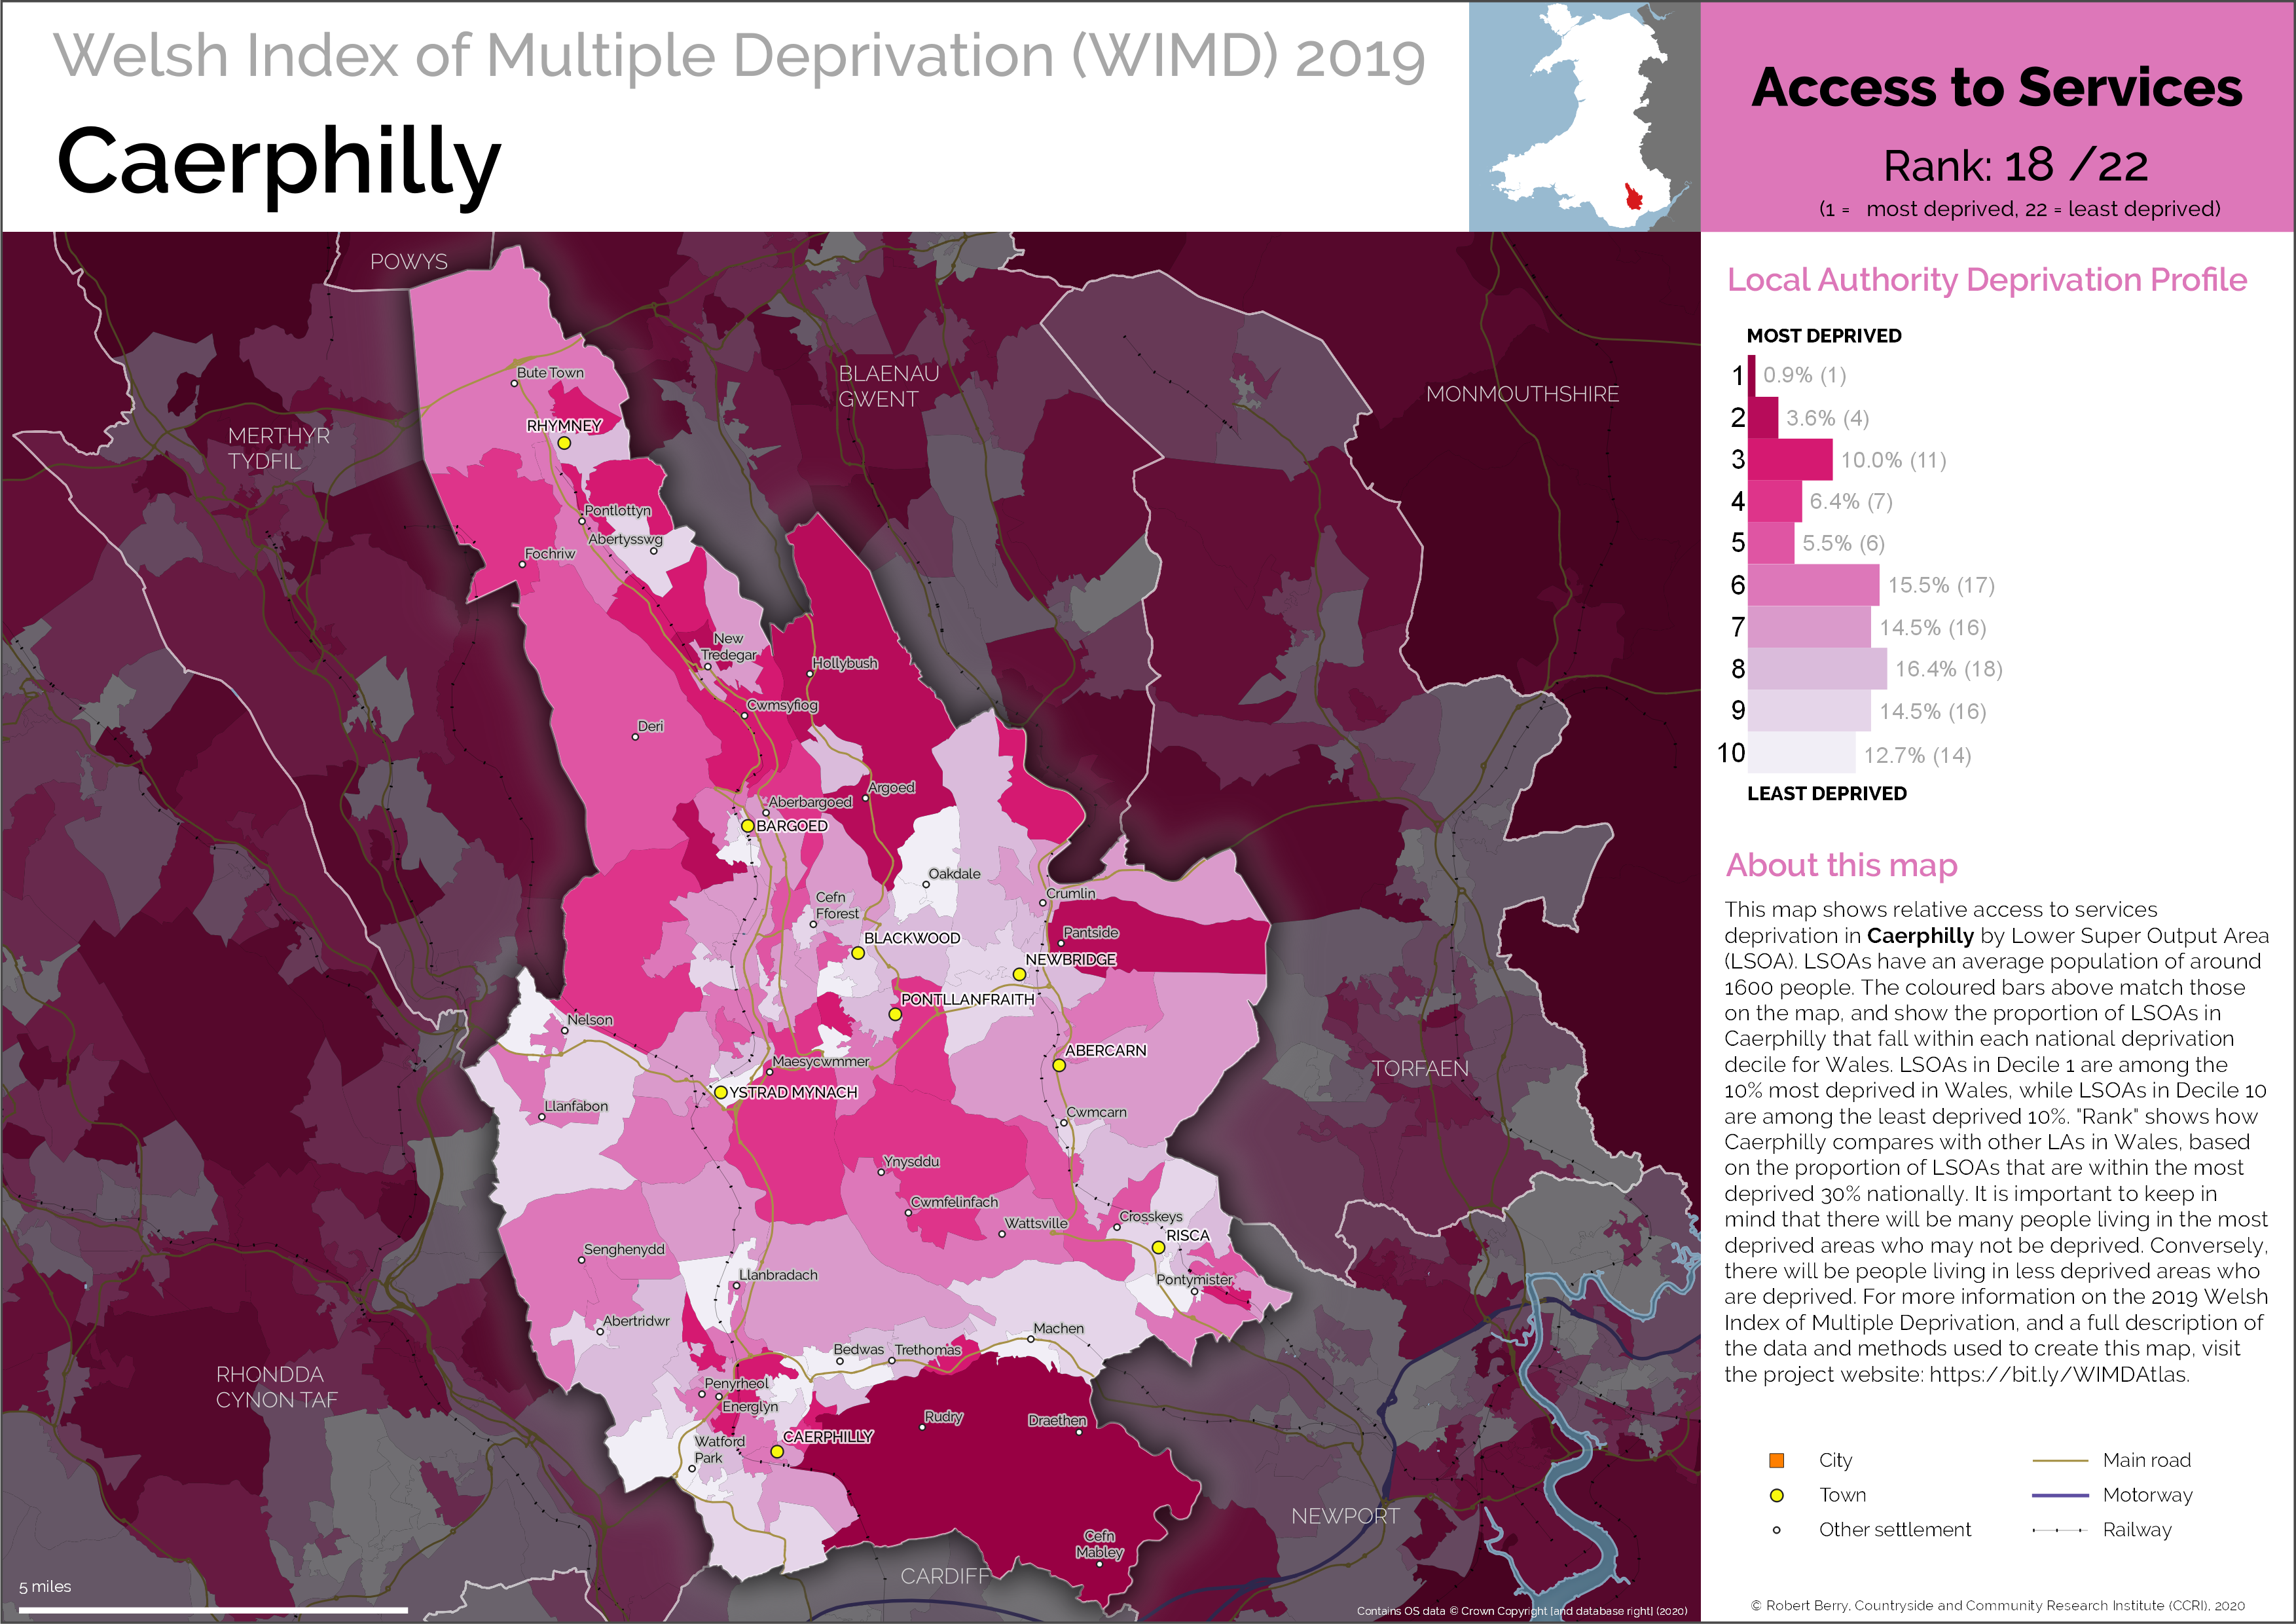 Welsh Index of Multiple Deprivation (WIMD) 2019
Caerphilly
Access to Services
Rank: 18 /22
(1 = most deprived, 22 = least deprived)
Local Authority Deprivation Profile
MOST DEPRIVED
1 0.9% (1)
2 3.6% (4)
3 10.0% (11)
4 6.4% (7)
5 5.5% (6)
6 15.5% (17)
7 14.5% (16)
8 16.4% (18)
9 14.5% (16)
10 12.7% (14)
LEAST DEPRIVED
About this map
This map shows relative access to services
deprivation in Caerphilly by Lower Super Output Area
(LSOA). LSOAs have an average population of around
1600 people. The coloured bars above match those
on the map, and show the proportion of LSOAs in
Caerphilly that fall within each national deprivation
decile for Wales. LSOAs in Decile 1 are among the
10% most deprived in Wales, while LSOAs in Decile 10
are among the least deprived 10%. "Rank" shows how
Caerphilly compares with other LAs in Wales, based
on the proportion of LSOAs that are within the most
deprived 30% nationally. It is important to keep in
mind that there will be many people living in the most
deprived areas who may not be deprived. Conversely,
there will be people living in less deprived areas who
are deprived. For more information on the 2019 Welsh
Index of Multiple Deprivation, and a full description of
the data and methods used to create this map, visit
the project website: https://bit.ly/WIMDAtlas.
City
Town
Other settlement
Main road
Motorway
Railway
© Robert Berry, Countryside and Community Research Institute (CCRI), 2020
POWYS
Bute Town
BLAENAU
GWENT
MONMOUTHSHIRE
RHYMNEY
MERTHYR
TYDFIL
Pontlottyn
Abertysswg
Fochriw
New
Tredegar
Hollybush
Cwmsyfiog
Deri
Argoed
Aberbargoed
BARGOED
Oakdale
Crumlin
Cefn
Fforest
Pantside
BLACKWOOD
NEWBRIDGE
PONTLLANFRAITH
Nelson
ABERCARN
Maesycwmmer
TORFAEN
YSTRAD MYNACH
Llanfabon
Cwmcarn
Ynysddu
Cwmfelinfach
Crosskeys
Wattsville
RISCA
Senghenydd
Llanbradach
Pontymister
Abertridwr
Machen
Bedwas
Trethomas
RHONDDA
CYNON TAF
Penyrheol
Energlyn
Rudry
Draethen
CAERPHILLY
Watford
Park
NEWPORT
Cefn
Mabley
CARDIFF
5 miles
Contains OS data © Crown Copyright [and database right] (2020)